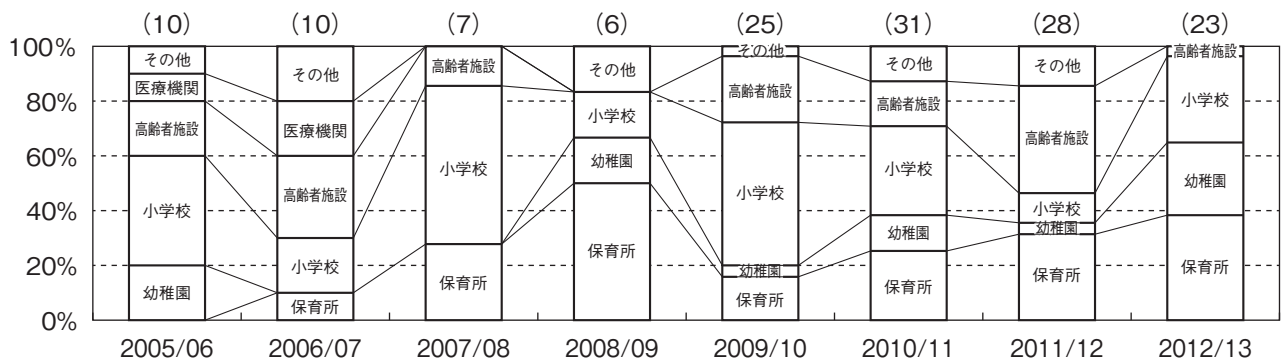 (10) (10) (7) (6) (25) (31) (28) (23)
100%
80%
60%
40%
20%
0%
その他
医療機関
高齢者施設
小学校
幼稚園
その他
医療機関
高齢者施設
小学校
保育所
高齢者施設
小学校
保育所
その他
小学校
幼稚園
保育所
その他
高齢者施設
小学校
幼稚園
保育所
その他
高齢者施設
小学校
幼稚園
保育所
その他
高齢者施設
小学校
幼稚園
保育所
高齢者施設
小学校
幼稚園
保育所
2005/06 2006/07 2007/08 2008/09 2009/10 2010/11 2011/12 2012/13